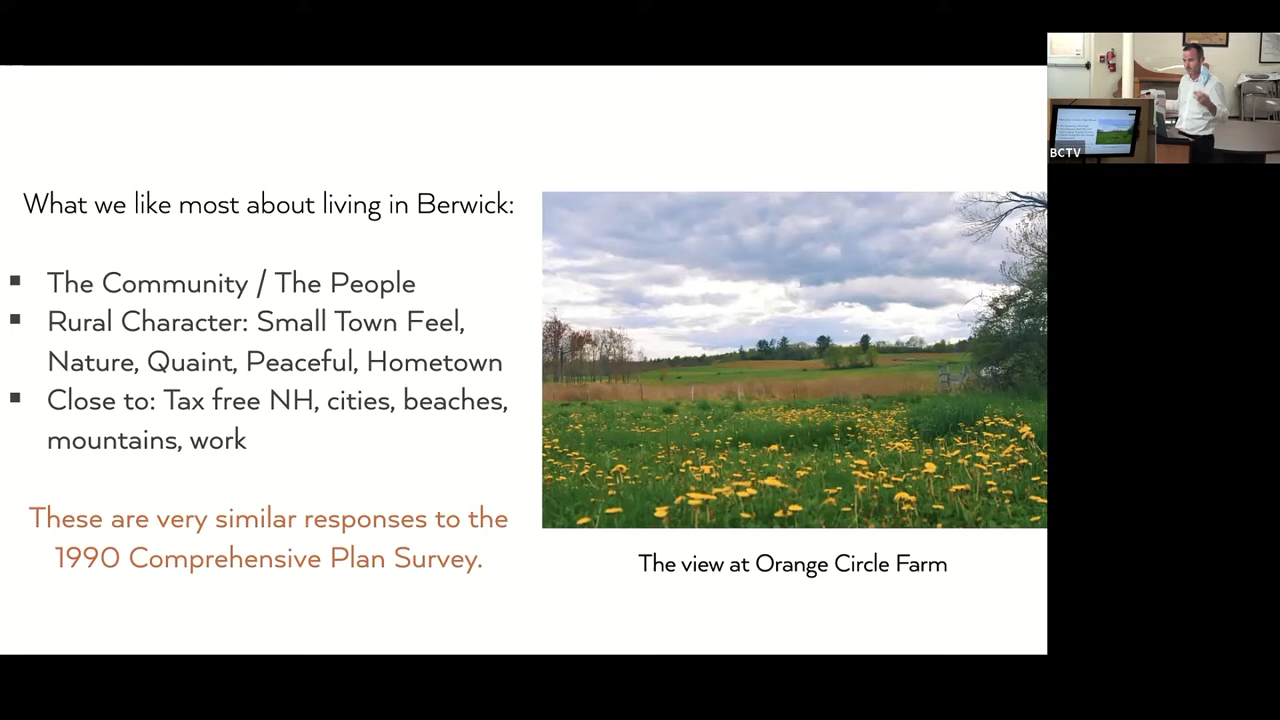 What we like most about living in Berwick:
▪ The Community / The People
▪ Rural Character: Small Town Feel,
Nature, Quaint, Peaceful, Hometown
▪ Close to: Tax free NH, cities, beaches,
mountains, work
These are very similar responses to the
1990 Comprehensive Plan Survey.
The view at Orange Circle Farm
BCTV